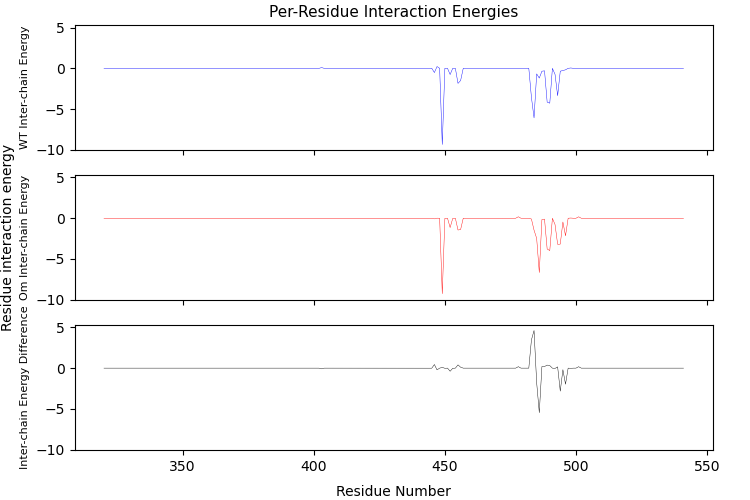 Per-Residue Interaction Energies
Residue interaction energy
WT Inter-chain Energy
5
0
−5
−10
Om Inter-chain Energy
5
0
−5
−10
Inter-chain Energy Difference
5
0
−5
−10
350
400
450
500
550
Residue Number